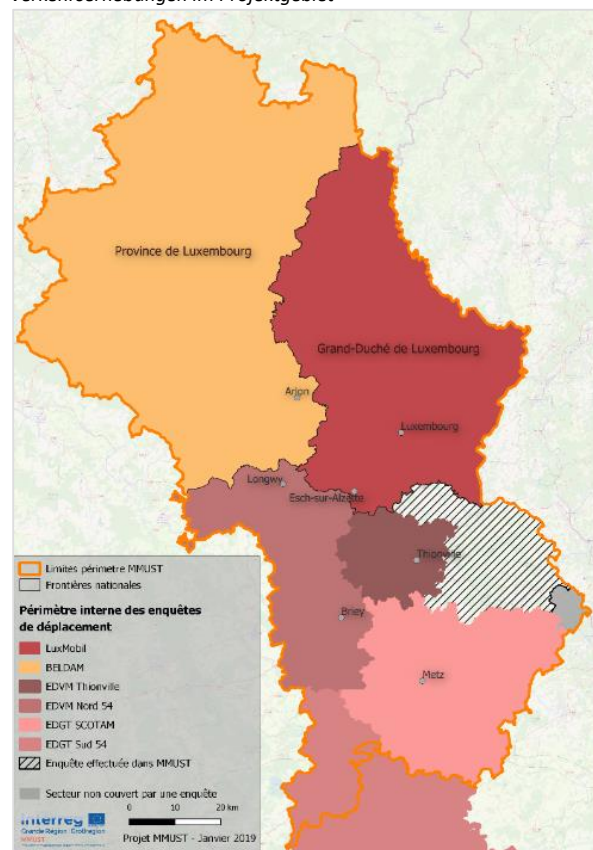 Verkehrserhebungen im Projektgebiet
Province de Luxembourg
Grand-Duché de Luxembourg
Arlon
Luxembourg
Longwy
Esch-sur-Alzette
Thionville
Briey
Metz
Limites périmetre MMUST
Frontières nationales
Périmètre interne des enquêtes
de déplacement
LuxMobil
BELDAM
EDVM Thionville
EDVM Nord 54
EDGT SCOTAM
EDGT Sud 54
Enquête effectuée dans MMUST
Secteur non couvert par une enquête
0 10 20 km
Interreg
Grande Région | Großregion
MMUST
Projet MMUST - Janvier 2019